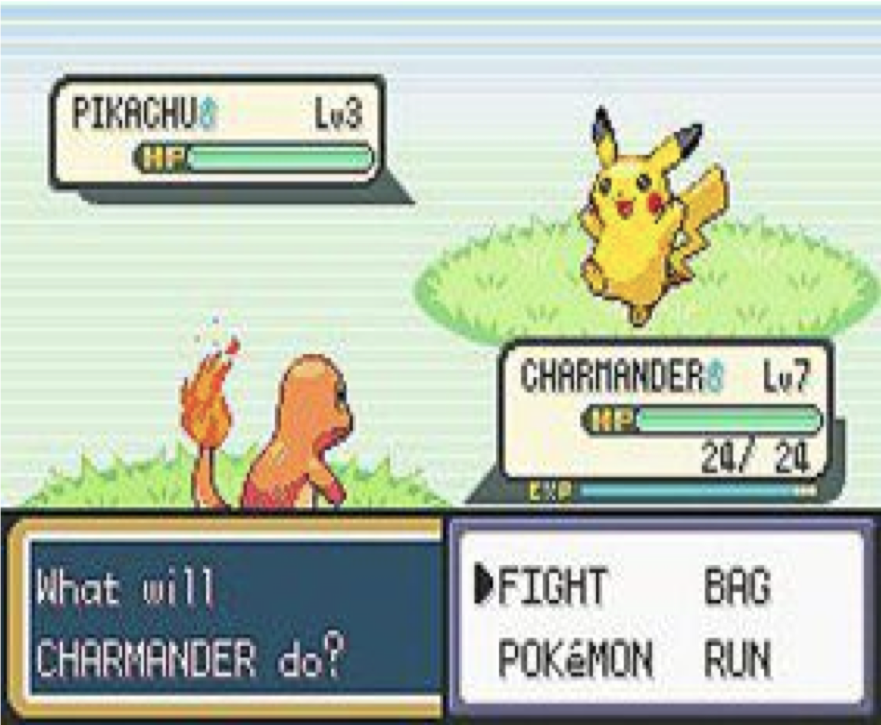 PIKACHU♂ Lv3
HP
CHARMANDER♂ Lv7
HP
24/ 24
EXP
What will
CHARMANDER do?
▶FIGHT BAG
POKéMON RUN